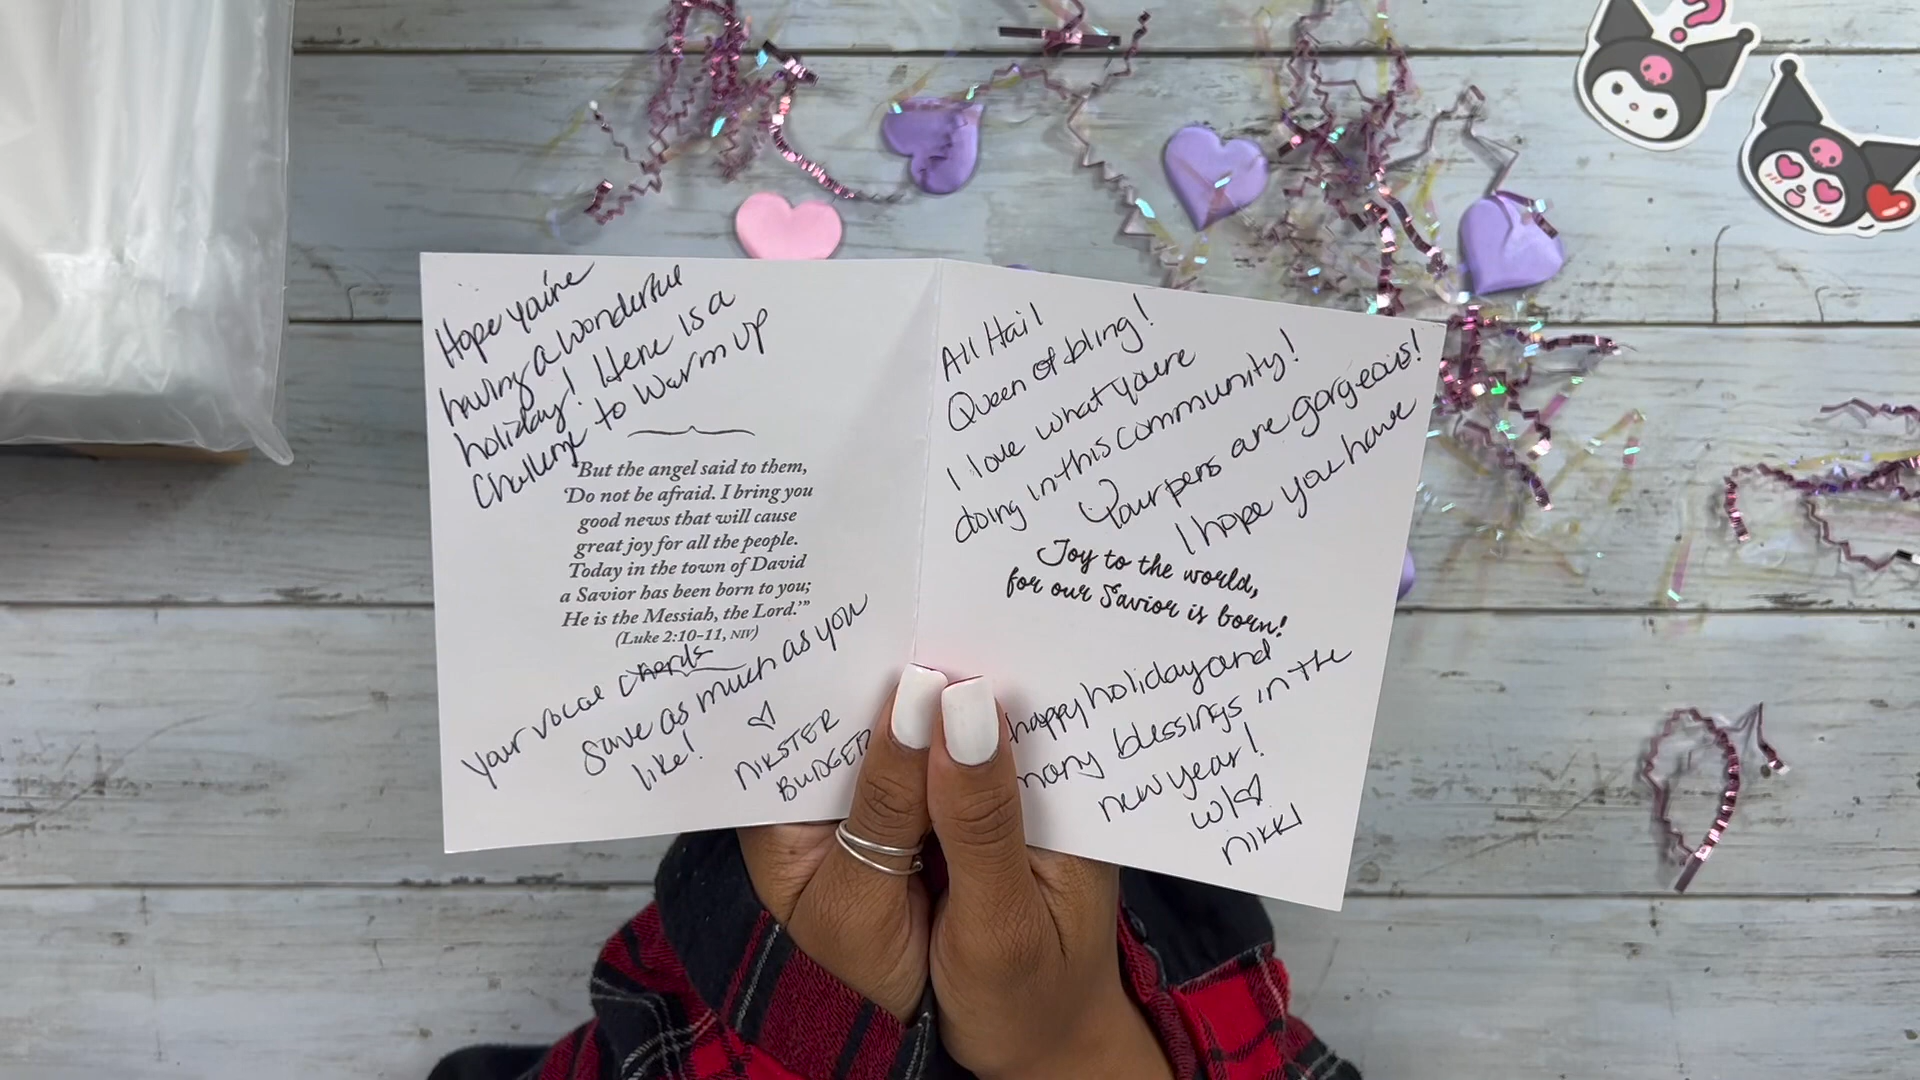 Hope you're
having a wonderful
holiday! Here is a
Challenge to warm up
"But the angel said to them,
'Do not be afraid. I bring you
good news that will cause
great joy for all the people.
Today in the town of David
a Savior has been born to you;
He is the Messiah, the Lord.'"
(Luke 2:10–11, NIV)
your vocal chords
save as much as you
like!
NIKSTER
BUDGET
All Hail
Queen of bling!
I love what you're
doing in this community!
Your pens are gorgeous!
I hope you have
Joy to the world,
for our Savior is born!
happy holiday and
many blessings in the
new year!
w/
Nikki
?